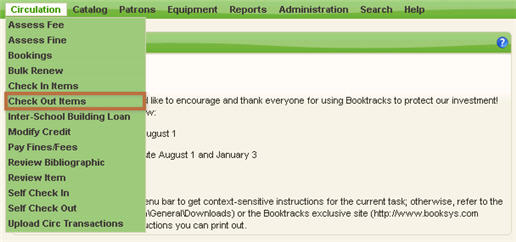 Circulation Catalog Patrons Equipment Reports Administration Search Help
Assess Fee
Assess Fine
Bookings
Bulk Renew
Check In Items
Check Out Items
d like to encourage and thank everyone for using Booktracks to protect our investment!
Inter-School Building Loan
w:
Modify Credit
ugust 1
Pay Fines/Fees
ute August 1 and January 3
Review Bibliographic
Review Item
Self Check In
enu bar to get context-sensitive instructions for the current task; otherwise, refer to the
Self Check Out
n\General\Downloads) or the Booktracks exclusive site (http://www.booksys.com
Upload Circ Transactions
uctions you can print out.
?